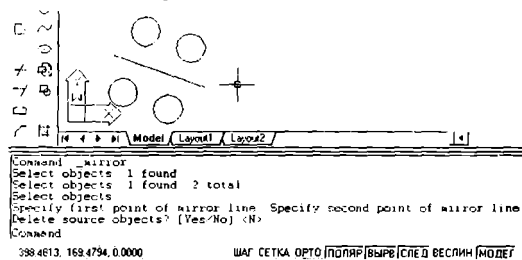 Model Layout1 Layout2
Command _mirror
Select objects 1 found
Select objects 1 found 2 total
Select objects
Specify first point of mirror line Specify second point of mirror line
Delete source objects? [Yes/No] <N>
Command
398.4613, 169.4794, 0.0000 ШАГ СЕТКА ОРТО ПОЛЯР ВЫРВ СЛЕД ВЕСЛИН МОДЕЛ